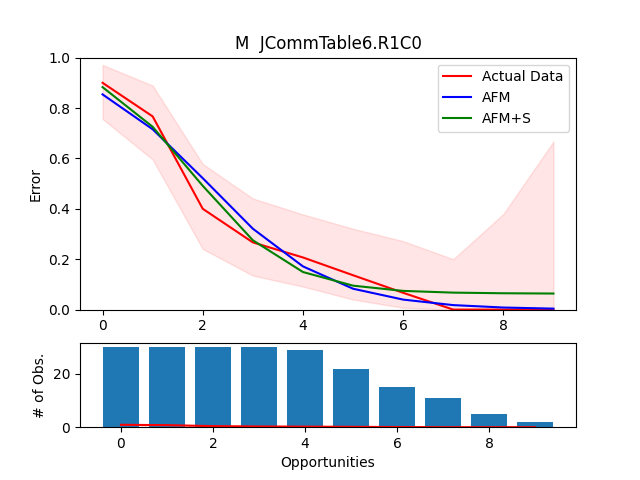 M  JCommTable6.R1C0
Error
1.0
0.8
0.6
0.4
0.2
0.0
Actual Data
AFM
AFM+S
0 2 4 6 8
# of Obs.
20
0
0 2 4 6 8
Opportunities